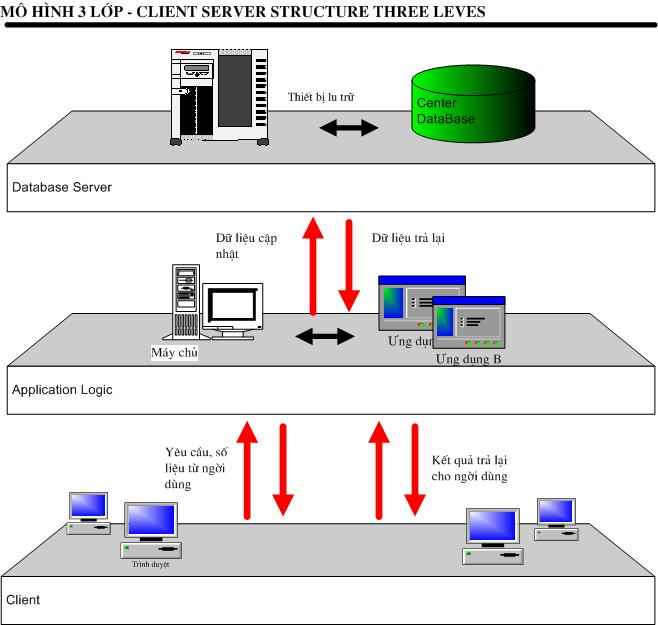 MÔ HÌNH 3 LỚP - CLIENT SERVER STRUCTURE THREE LEVES
Thiết bị lu trữ
Center
DataBase
Database Server
Dữ liệu cập
nhật
Dữ liệu trả lại
Máy chủ
Ứng dụn
Ứng dụng B
Application Logic
Yêu cầu, số
liệu từ ngời
dùng
Kết quả trả lại
cho ngời dùng
Trình duyệt
Client